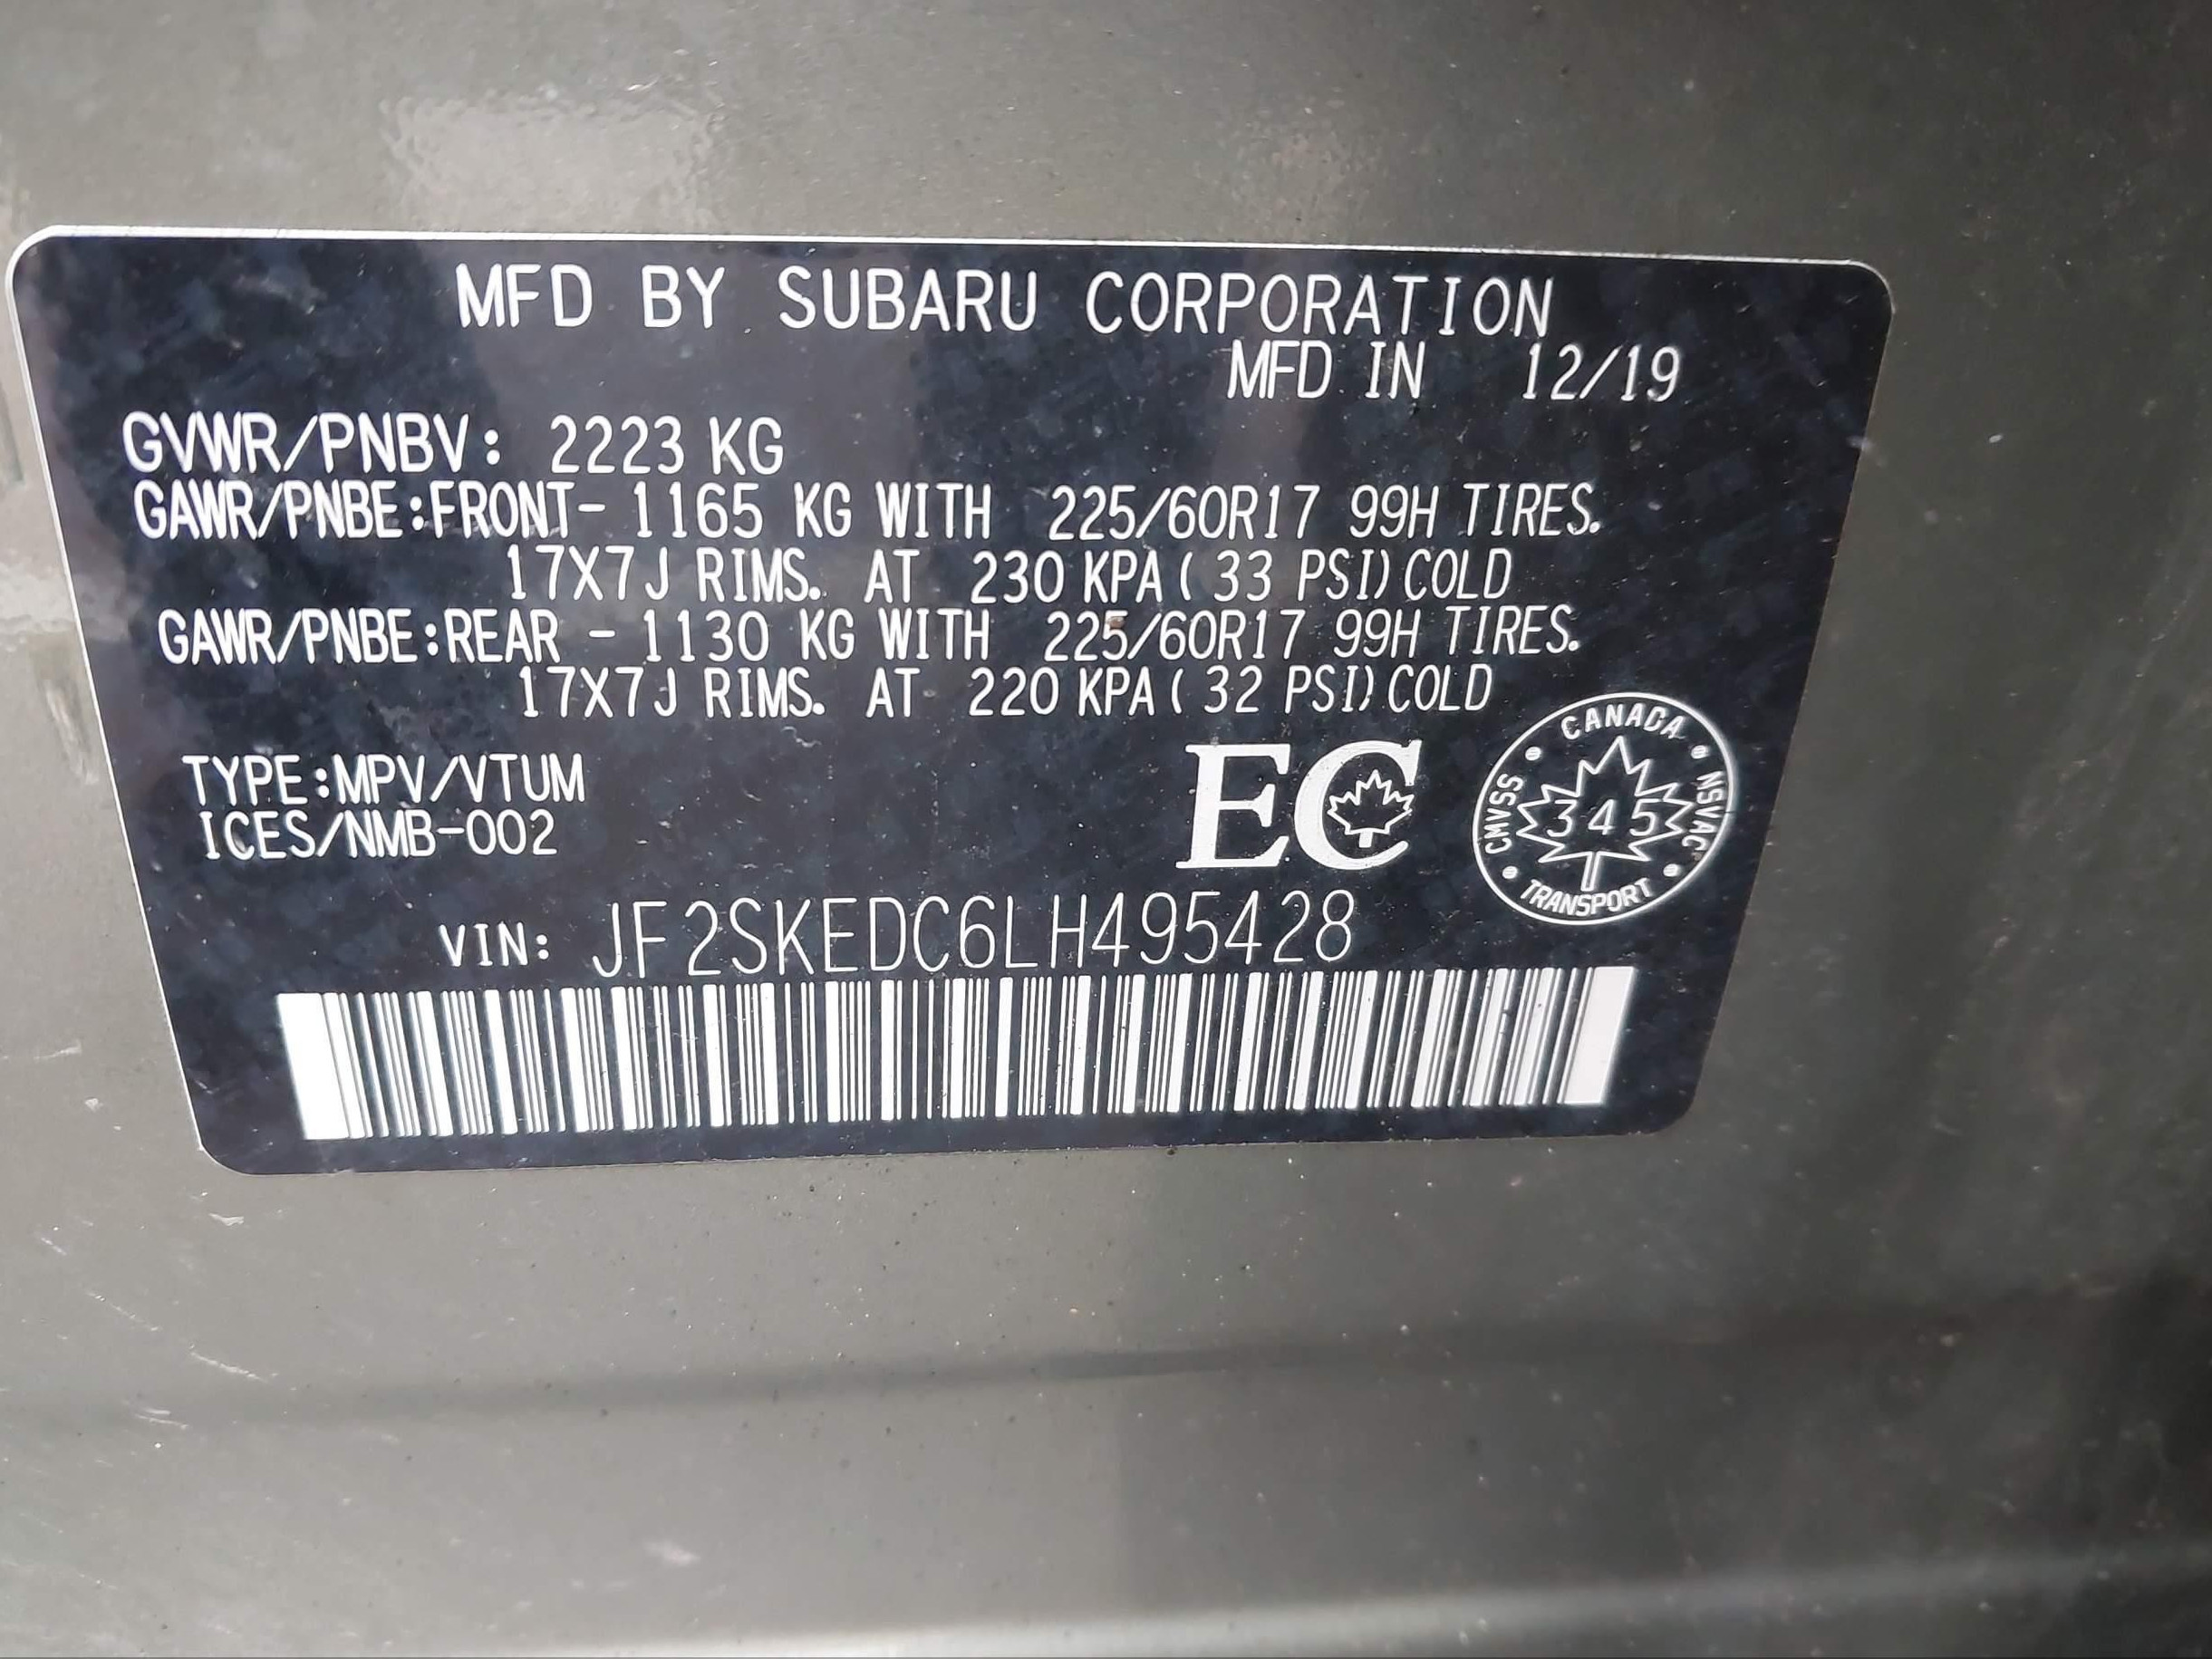 MFD BY SUBARU CORPORATION
MFD IN 12/19
GVWR/PNBV: 2223 KG
GAWR/PNBE:FRONT- 1165 KG WITH 225/60R17 99H TIRES.
17X7J RIMS. AT 230 KPA( 33 PSI)COLD
GAWR/PNBE:REAR - 1130 KG WITH 225/60R17 99H TIRES.
17X7J RIMS. AT 220 KPA( 32 PSI)COLD
TYPE:MPV/VTUM
ICES/NMB-002
EC
CANADA
CMVSS
345
NSVAC
TRANSPORT
VIN: JF2SKEDC6LH495428